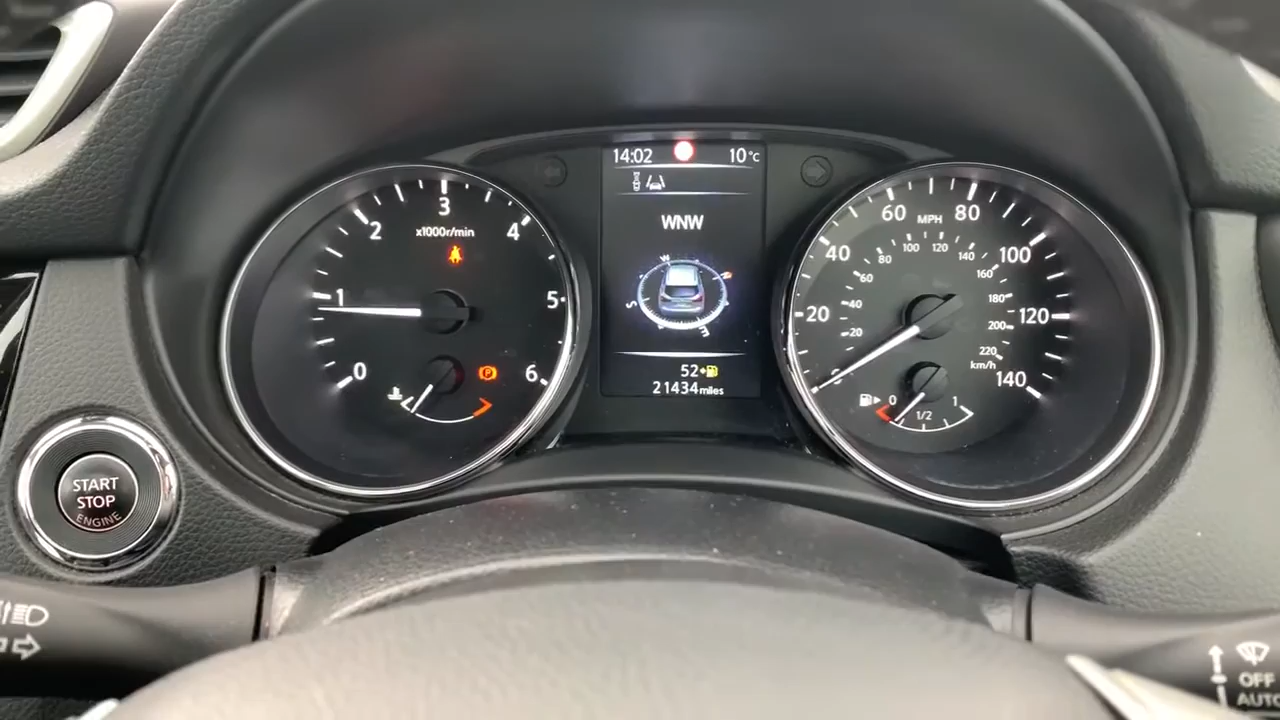 14:02 10°C
WNW
W
S
E
52
21434 miles
0
1
2
3
4
5
6
x1000r/min
P
20
40
60
80
100
120
140
MPH
20
40
60
80
100
120
140
160
180
200
220
km/h
0
1/2
1
START
STOP
ENGINE
OFF
AUTO